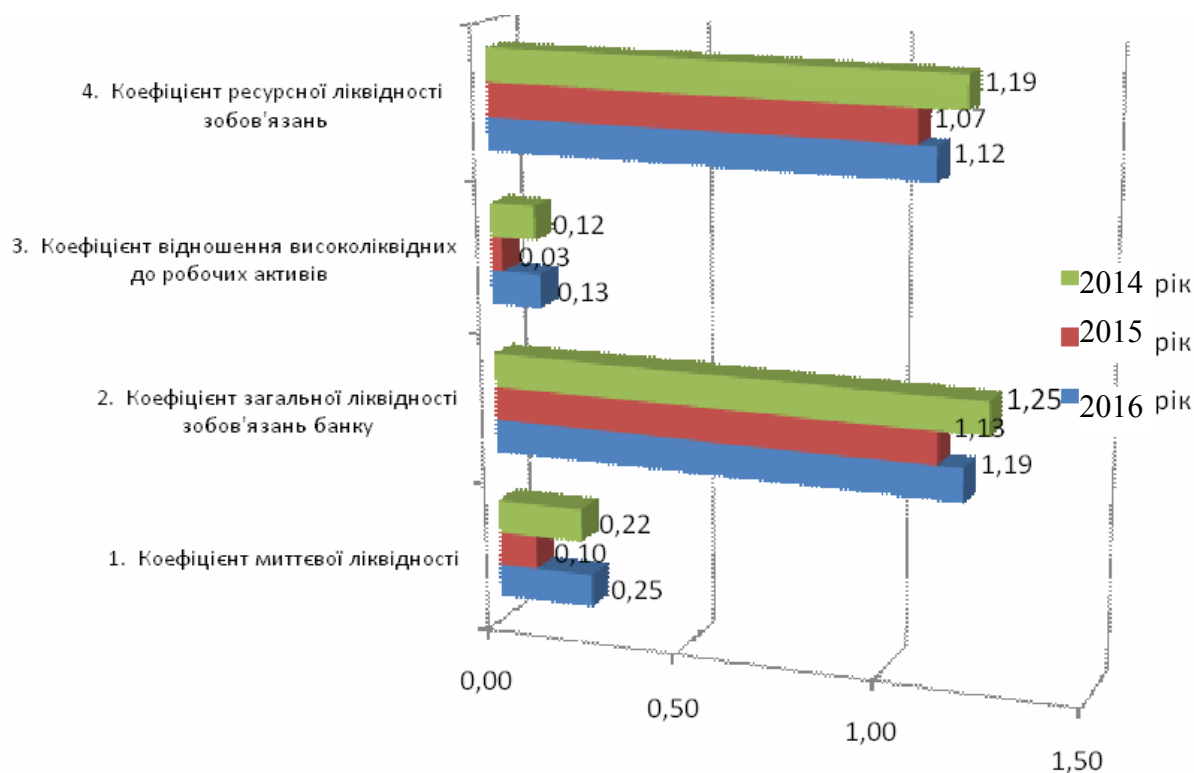 4. Коефіцієнт ресурсної ліквідності
зобов'язань
1,19
1,07
1,12
3. Коефіцієнт відношення високоліквідних
до робочих активів
0,12
0,03
0,13
2. Коефіцієнт загальної ліквідності
зобов'язань банку
1,25
1,13
1,19
1. Коефіцієнт миттєвої ліквідності
0,22
0,10
0,25
0,00
0,50
1,00
1,50
2014 рік
2015 рік
2016 рік